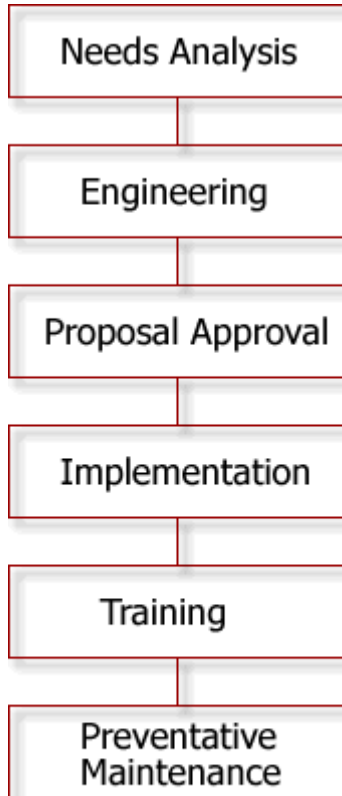 Needs Analysis
Engineering
Proposal Approval
Implementation
Training
Preventative
Maintenance